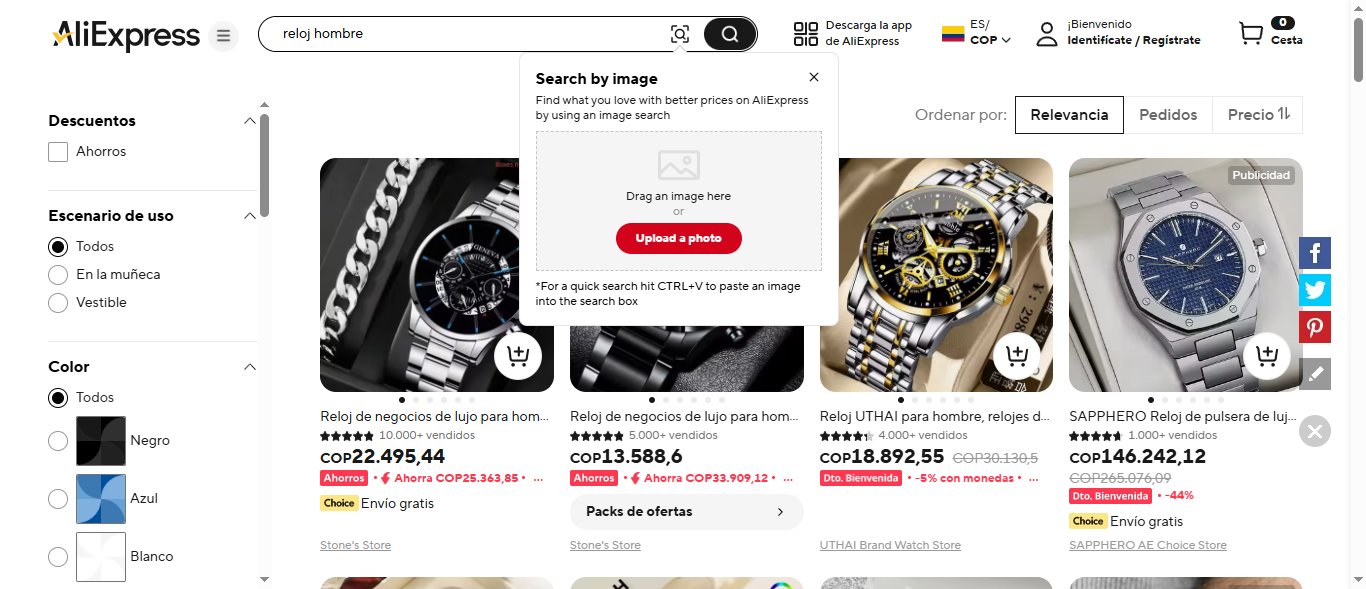 AliExpress
reloj hombre
Descarga la app
de AliExpress
ES/
COP
¡Bienvenido
Identifícate / Regístrate
0
Cesta
Search by image
Find what you love with better prices on AliExpress
by using an image search
Drag an image here
or
Upload a photo
*For a quick search hit CTRL+V to paste an image
into the search box
Descuentos
Ahorros
Escenario de uso
Todos
En la muñeca
Vestible
Color
Todos
Negro
Azul
Blanco
Ordenar por:
Relevancia
Pedidos
Precio
GENEVA
Reloj de negocios de lujo para hom...
10.000+ vendidos
COP22.495,44
Ahorros • Ahorra COP25.363,85 • ...
Choice Envío gratis
Stone's Store
Reloj de negocios de lujo para hom...
5.000+ vendidos
COP13.588,6
Ahorros • Ahorra COP33.909,12 • ...
Packs de ofertas
Stone's Store
Reloj UTHAI para hombre, relojes d...
4.000+ vendidos
COP18.892,55 COP30.130,5
Dto. Bienvenida • -5% con monedas • ...
UTHAI Brand Watch Store
Publicidad
SAPPHERO
SAPPHERO Reloj de pulsera de luj...
1.000+ vendidos
COP146.242,12
COP265.076,09
Dto. Bienvenida • -44%
Choice Envío gratis
SAPPHERO AE Choice Store